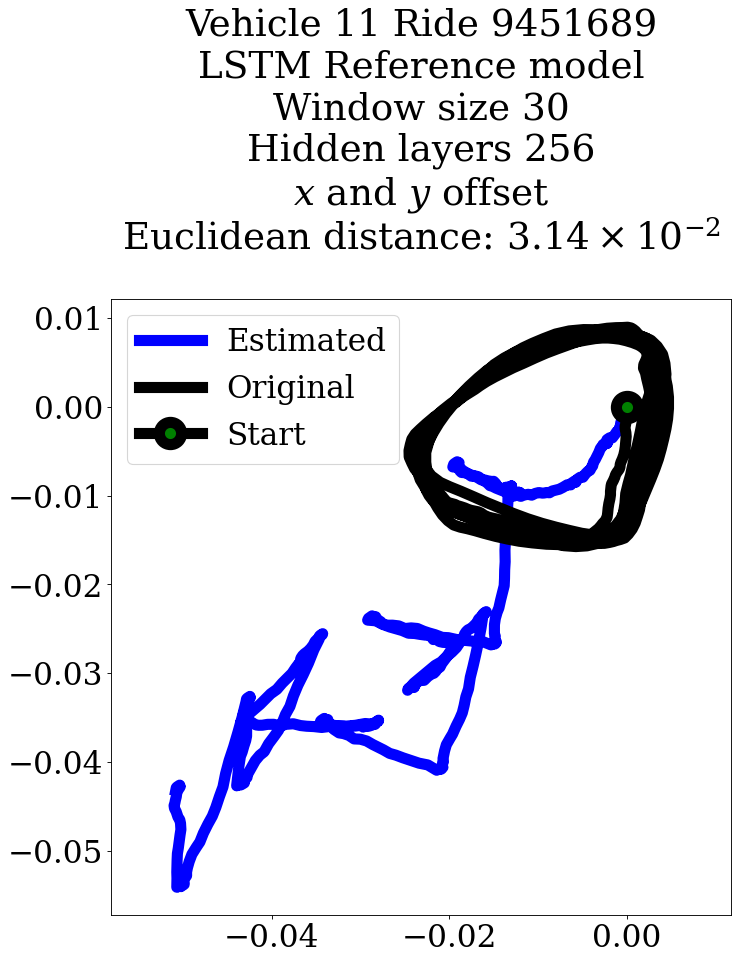 Vehicle 11 Ride 9451689
LSTM Reference model
Window size 30
Hidden layers 256
x and y offset
Euclidean distance: 3.14 × 10⁻²
Estimated
Original
Start
0.01
0.00
−0.01
−0.02
−0.03
−0.04
−0.05
−0.04 −0.02 0.00